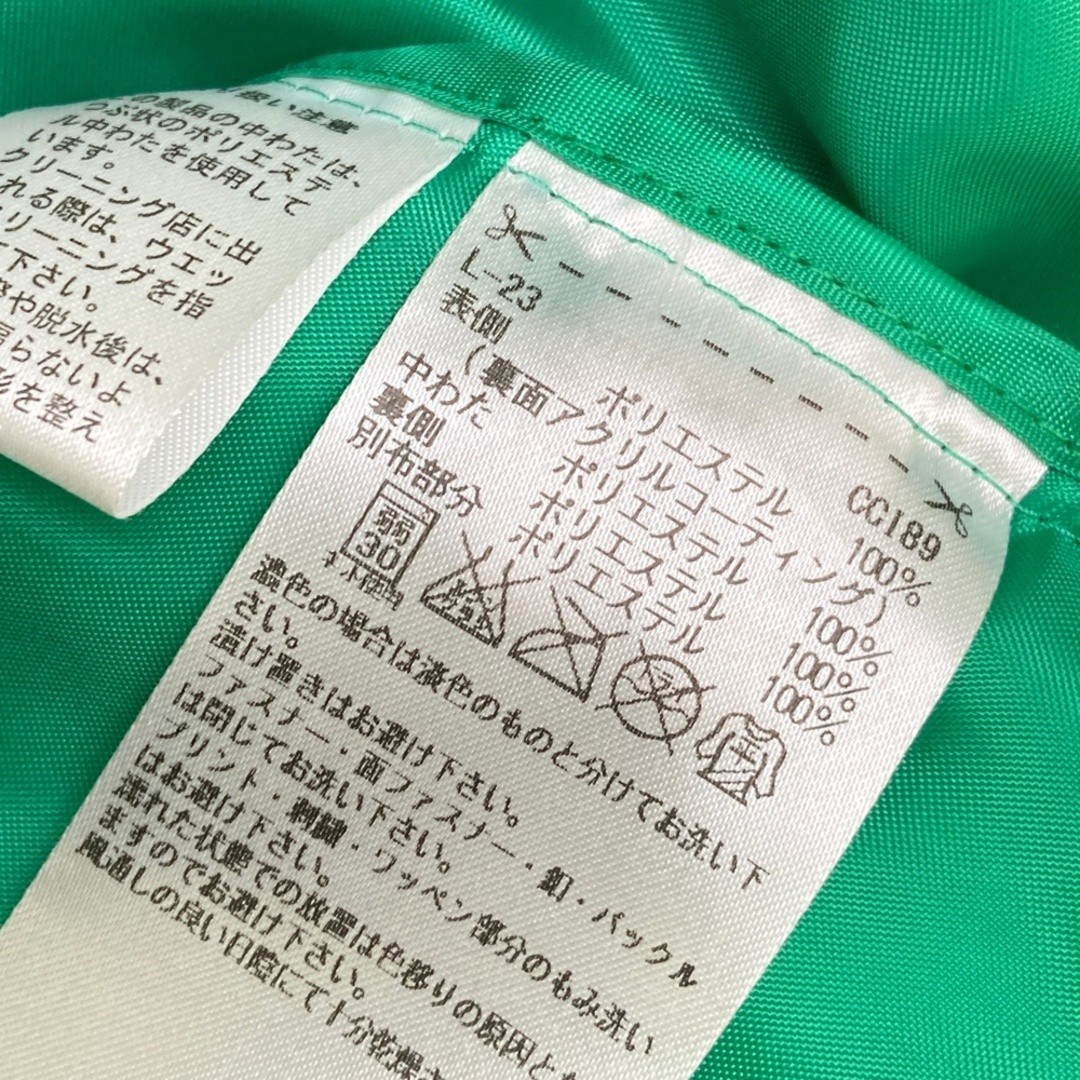 扱い注意
の製品の中わたは、
つぶ状のポリエステ
ル中わたを使用して
います。
クリーニング店に出
れる際は、ウエッ
リーニングを指
下さい。
や脱水後は、
偏らないよ
形を整え
L-23 CC189
表側 ポリエステル 100%
(裏面アクリルコーティング)
中わた ポリエステル 100%
裏側 ポリエステル 100%
別布部分 ポリエステル 100%
弱
30
濃色の場合は淡色のものと分けてお洗い下
さい。
漬け置きはお避け下さい。
ファスナー・面ファスナー・釦・バックル
は閉じてお洗い下さい。
プリント・刺繍・ワッペン部分のもみ洗い
はお避け下さい。
濡れた状態での放置は色移りの原因とな
ますのでお避け下さい。
風通しの良い日陰にて十分乾燥さ